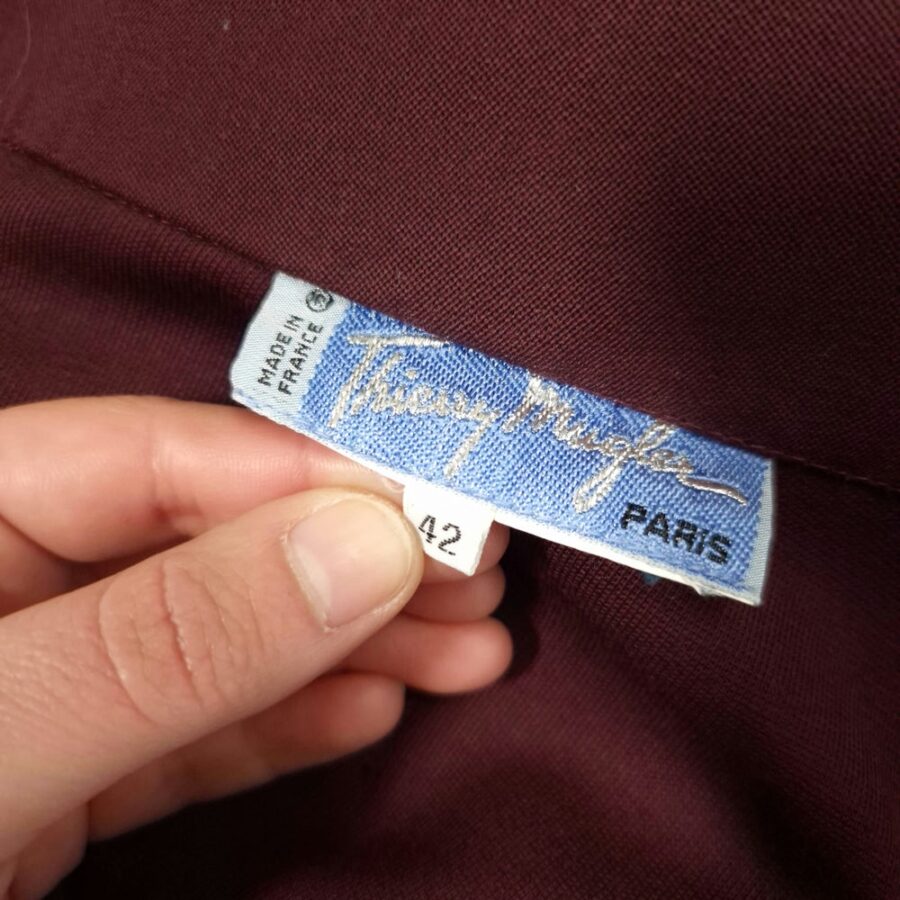 MADE IN
FRANCE
Thierry Mugler
PARIS
42